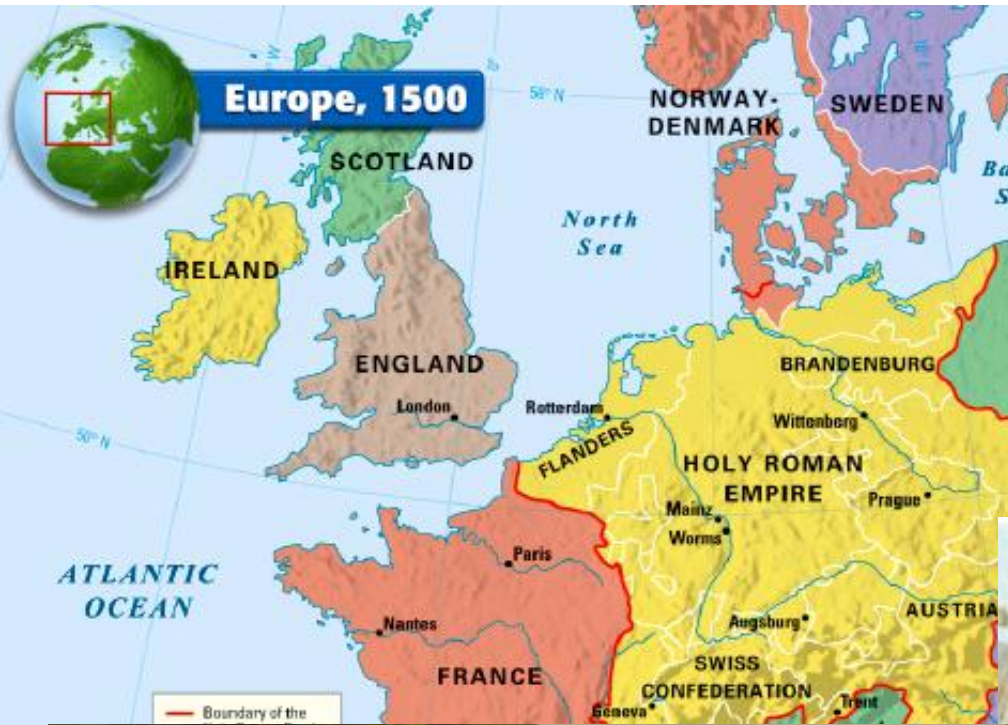 Europe, 1500
58° N
NORWAY-
DENMARK
SWEDEN
SCOTLAND
North
Sea
IRELAND
ENGLAND
London
Rotterdam
FLANDERS
BRANDENBURG
Wittenberg
HOLY ROMAN
EMPIRE
Prague
Mainz
Worms
50° N
Paris
ATLANTIC
OCEAN
Nantes
Augsburg
AUSTRIA
FRANCE
SWISS
CONFEDERATION
Geneva
Trent
Boundary of the